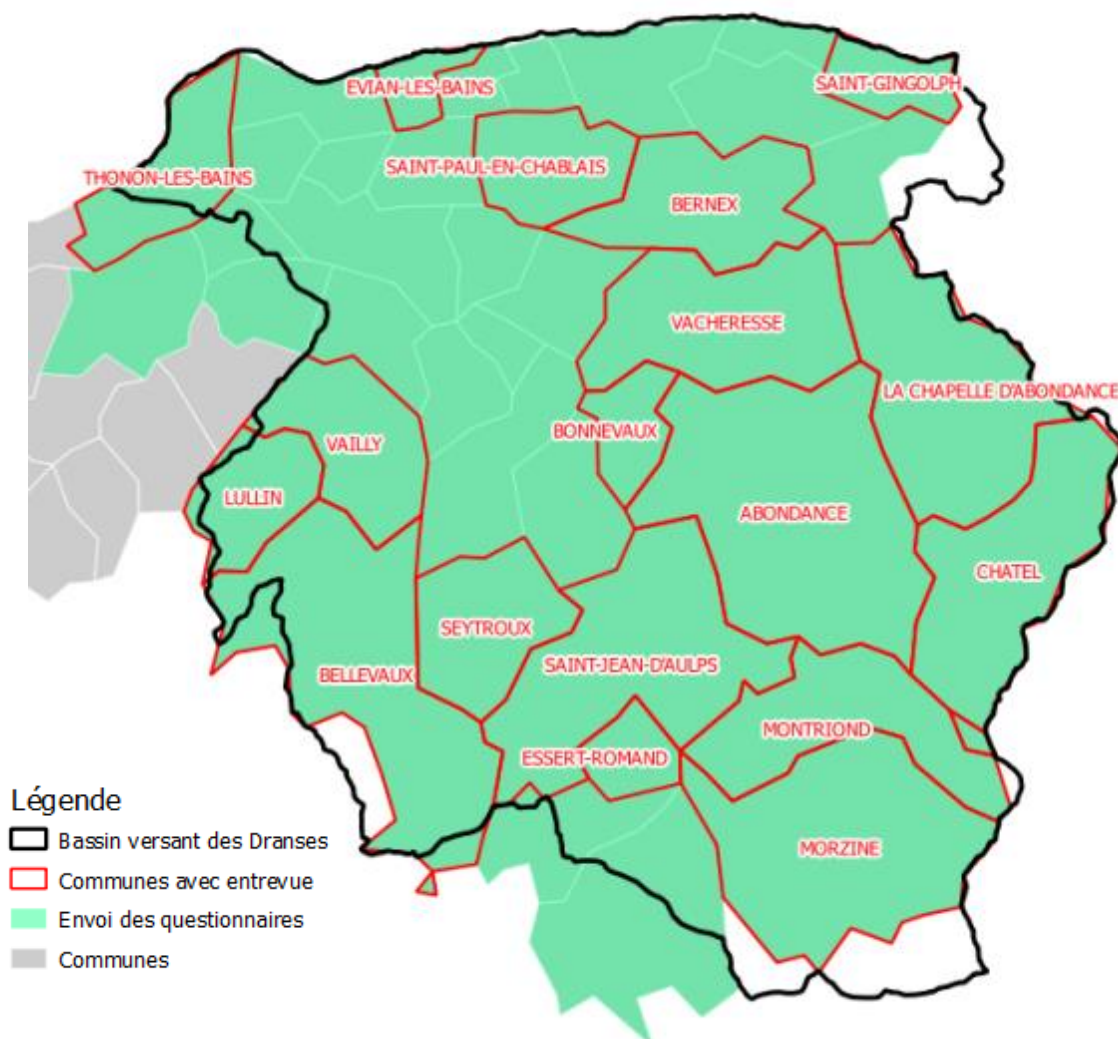 SAINT-GINGOLPH
EVIAN-LES-BAINS
SAINT-PAUL-EN-CHABLAIS
THONON-LES-BAINS
BERNEX
VACHERESSE
LA CHAPELLE D'ABONDANCE
BONNEVAUX
VAILLY
LULLIN
ABONDANCE
CHATEL
SEYTROUX
SAINT-JEAN-D'AULPS
BELLEVAUX
MONTRIOND
ESSERT-ROMAND
MORZINE
Légende
Bassin versant des Dranses
Communes avec entrevue
Envoi des questionnaires
Communes